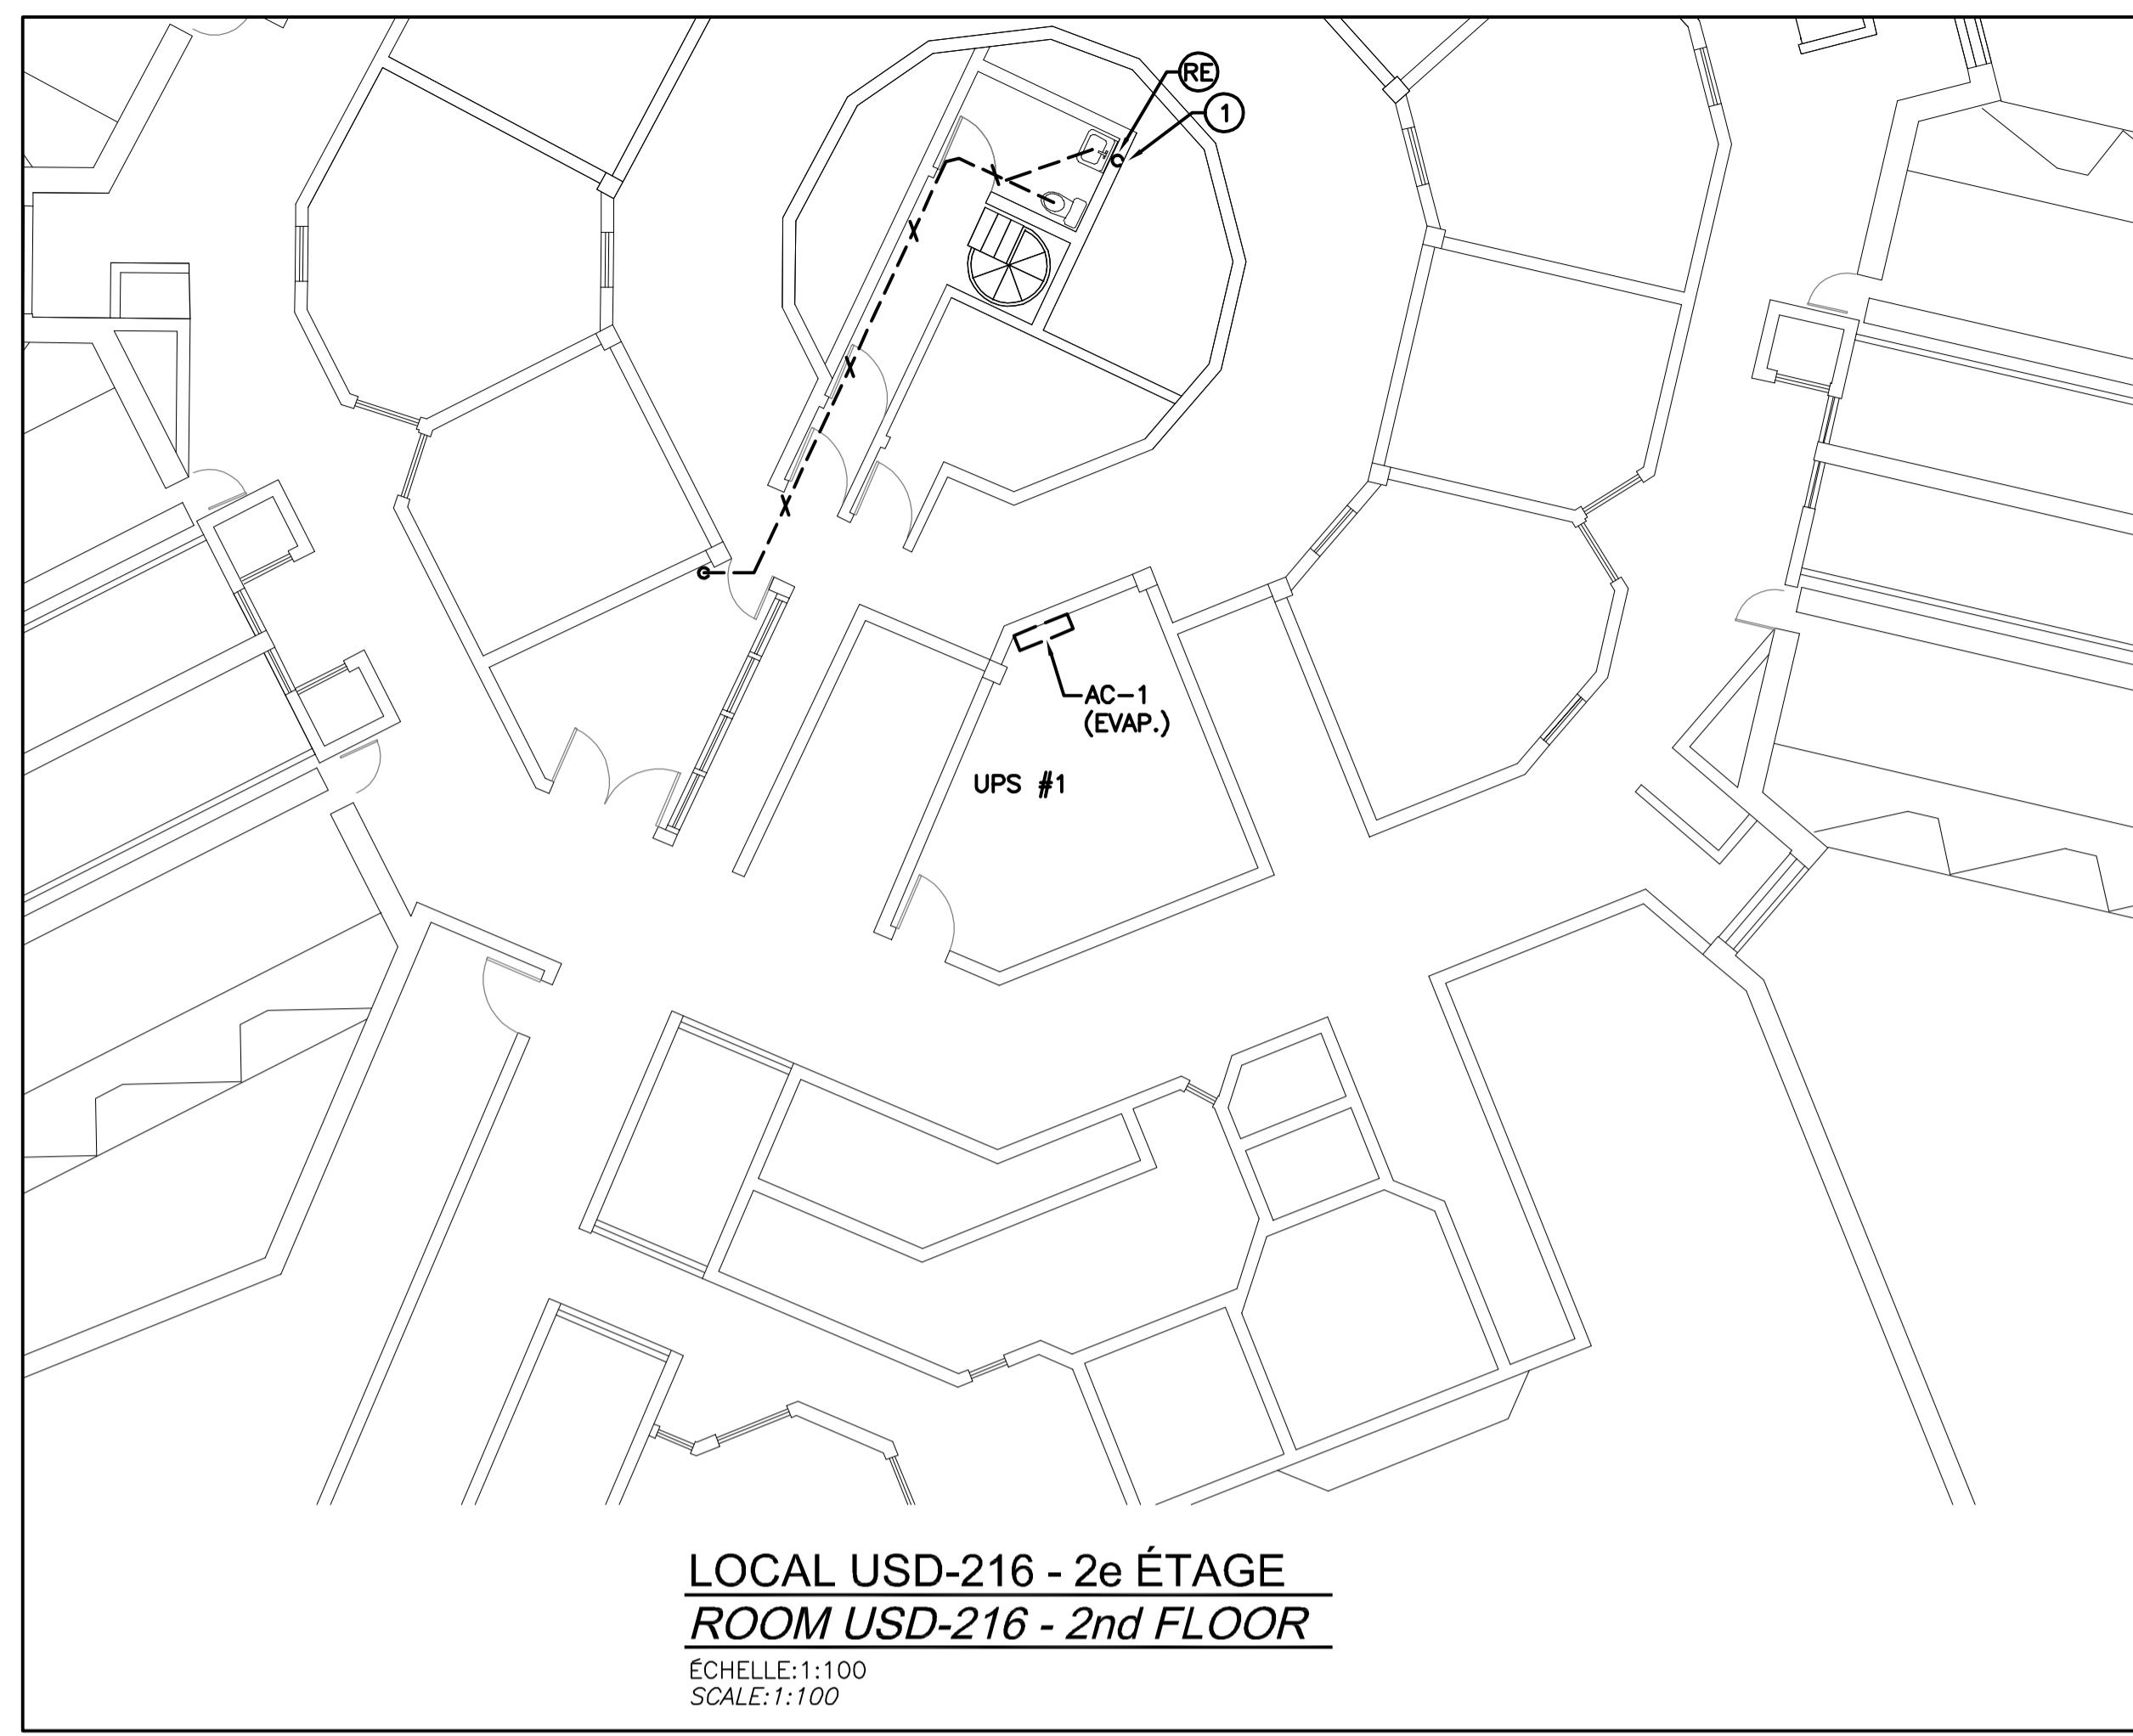 RE
1
AC-1
(EVAP.)
UPS #1
LOCAL USD-216 - 2e ÉTAGE
ROOM USD-216 - 2nd FLOOR
ÉCHELLE:1:100
SCALE:1:100